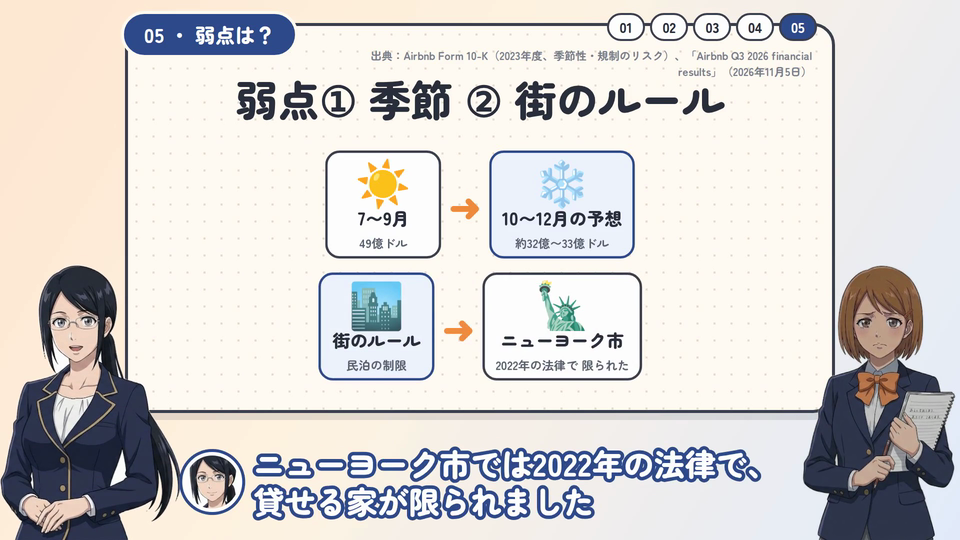 05 ・ 弱点は？
01 02 03 04 05
出典：Airbnb Form 10-K（2023年度、季節性・規制のリスク）、「Airbnb Q3 2026 financial
results」（2026年11月5日）
弱点① 季節 ② 街のルール
7〜9月
49億ドル
10〜12月の予想
約32億〜33億ドル
街のルール
民泊の制限
ニューヨーク市
2022年の法律で 限られた
ニューヨーク市では2022年の法律で、
貸せる家が限られました